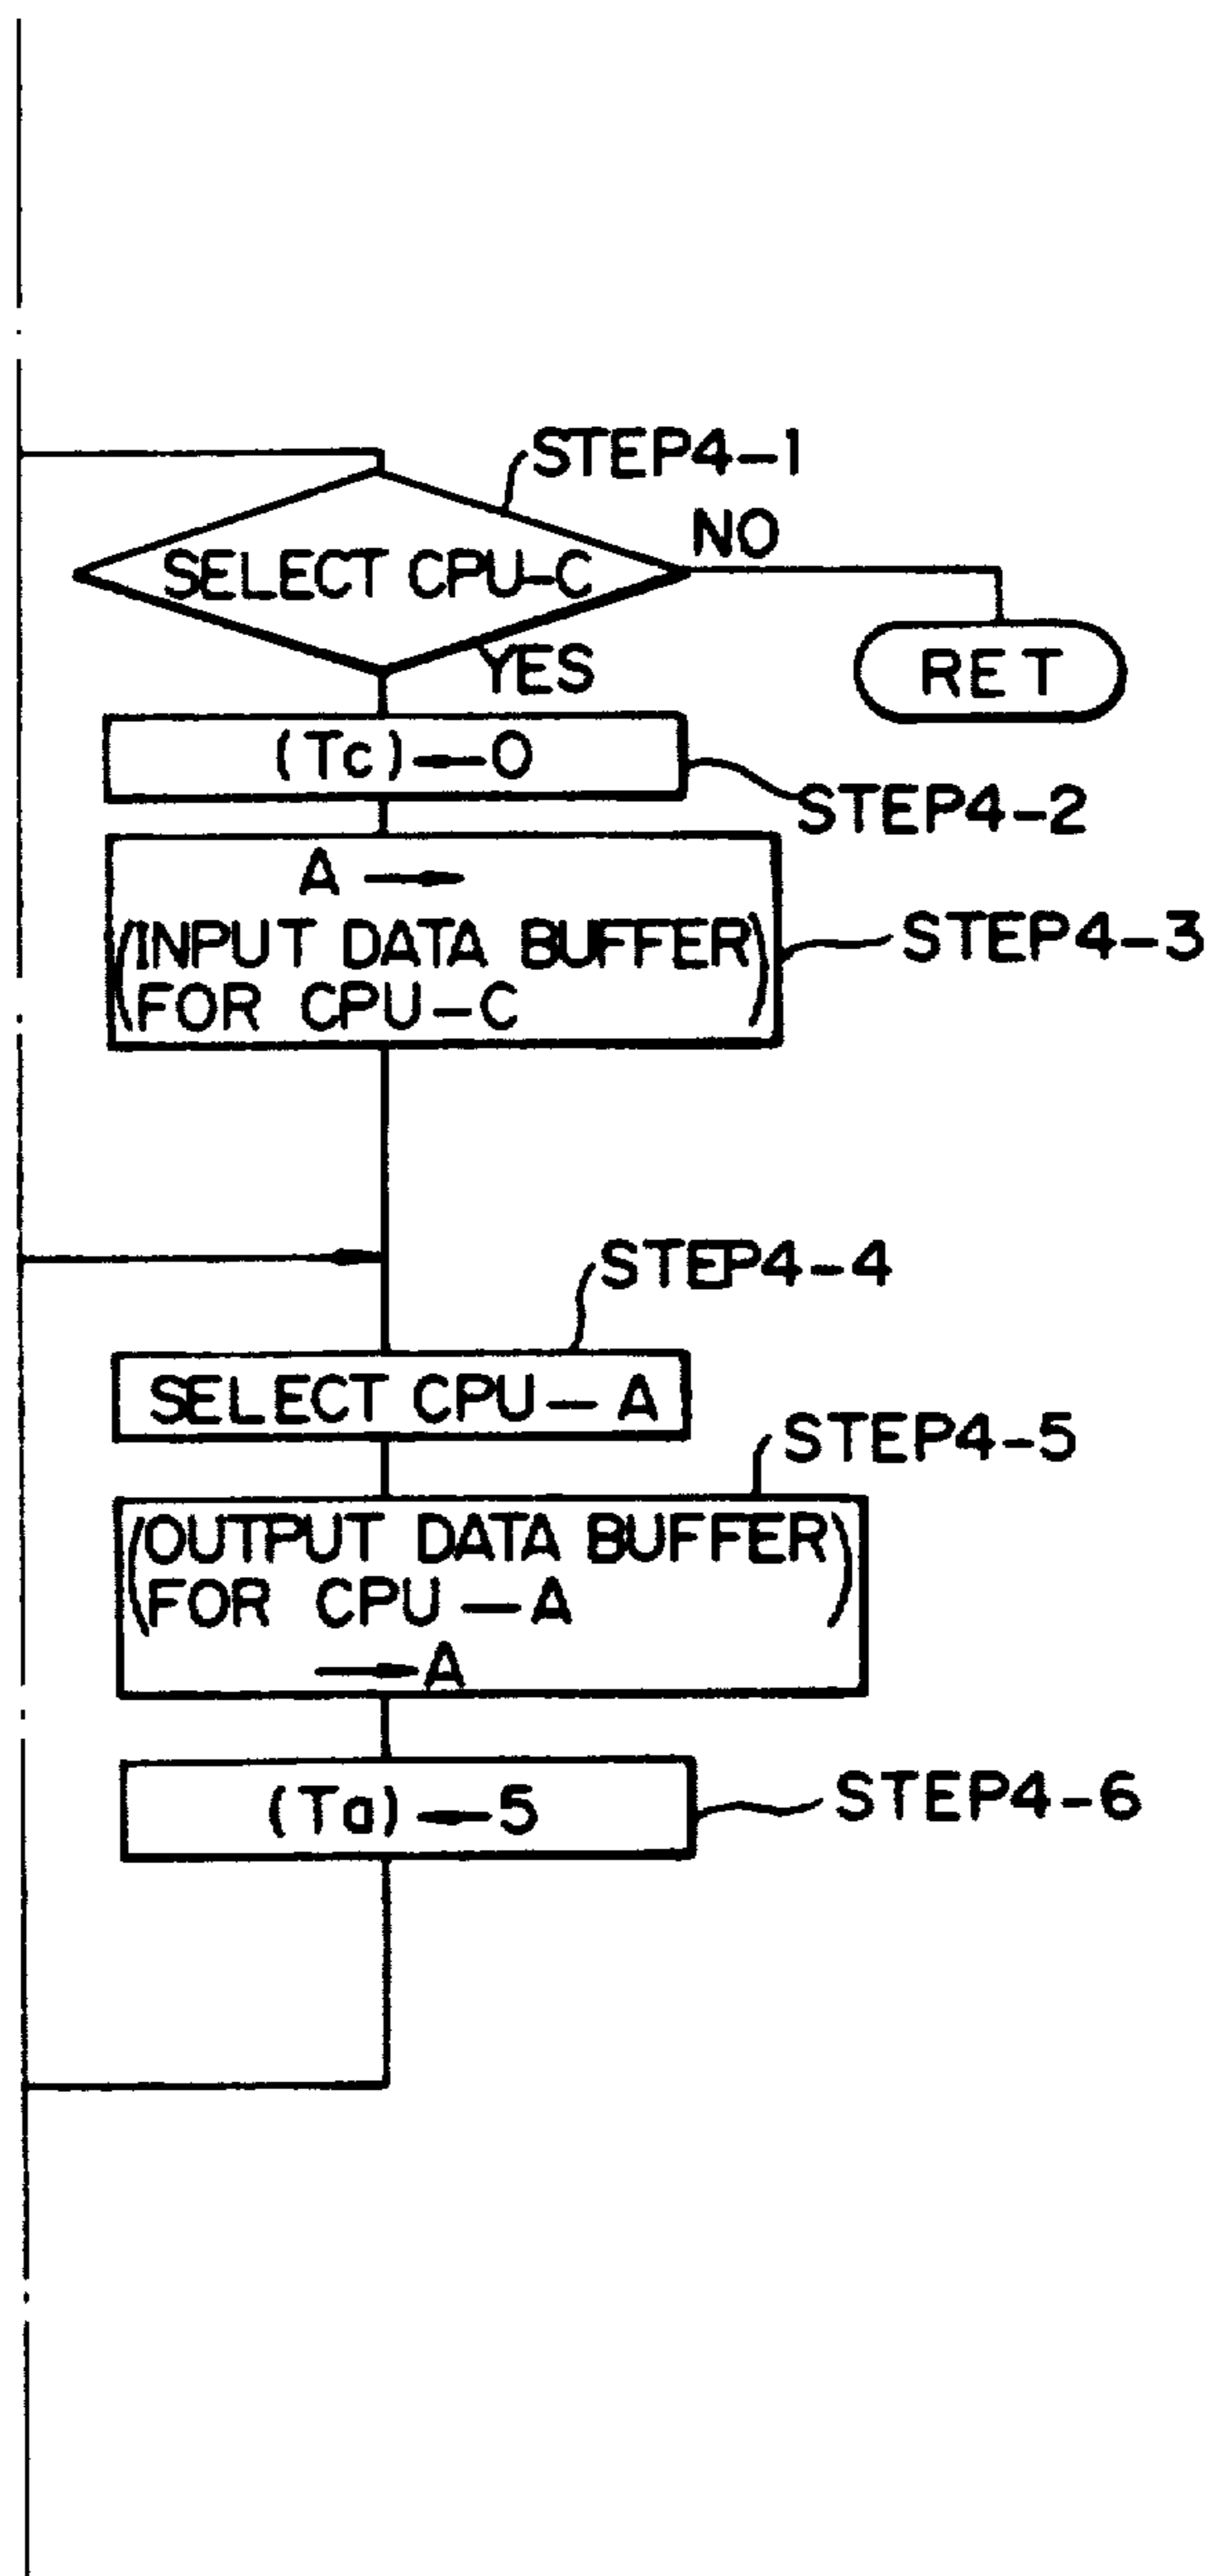 STEP4-1
SELECT CPU-C
NO
YES
RET
(Tc)←0
STEP4-2
A →
(INPUT DATA BUFFER
FOR CPU-C)
STEP4-3
STEP4-4
SELECT CPU-A
STEP4-5
(OUTPUT DATA BUFFER
FOR CPU-A)
→A
(Ta)←5
STEP4-6